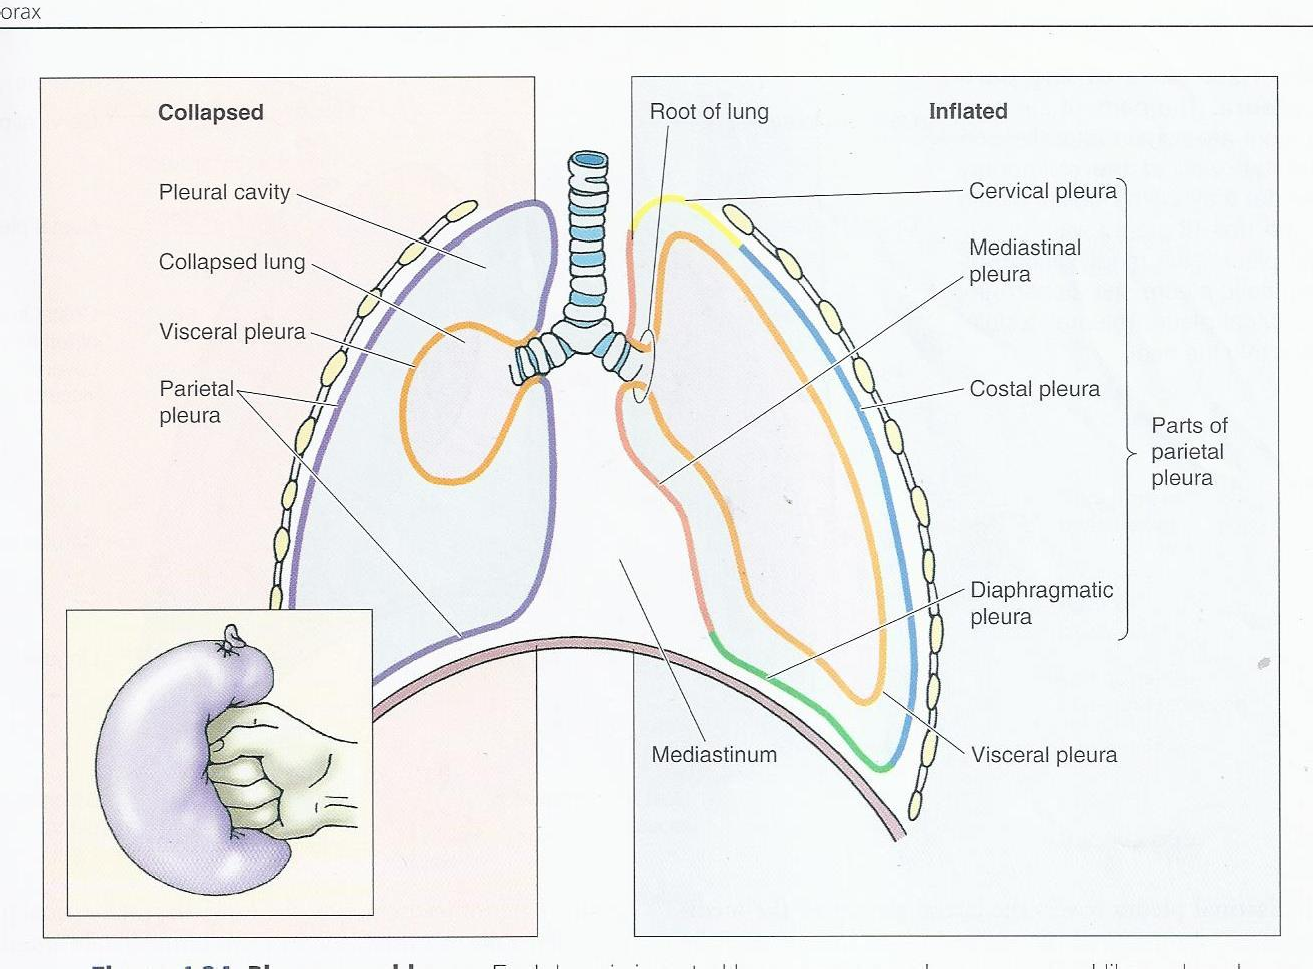 orax
Collapsed
Pleural cavity
Collapsed lung
Visceral pleura
Parietal
pleura
Root of lung
Inflated
Cervical pleura
Mediastinal
pleura
Costal pleura
Parts of
parietal
pleura
Diaphragmatic
pleura
Visceral pleura
Mediastinum